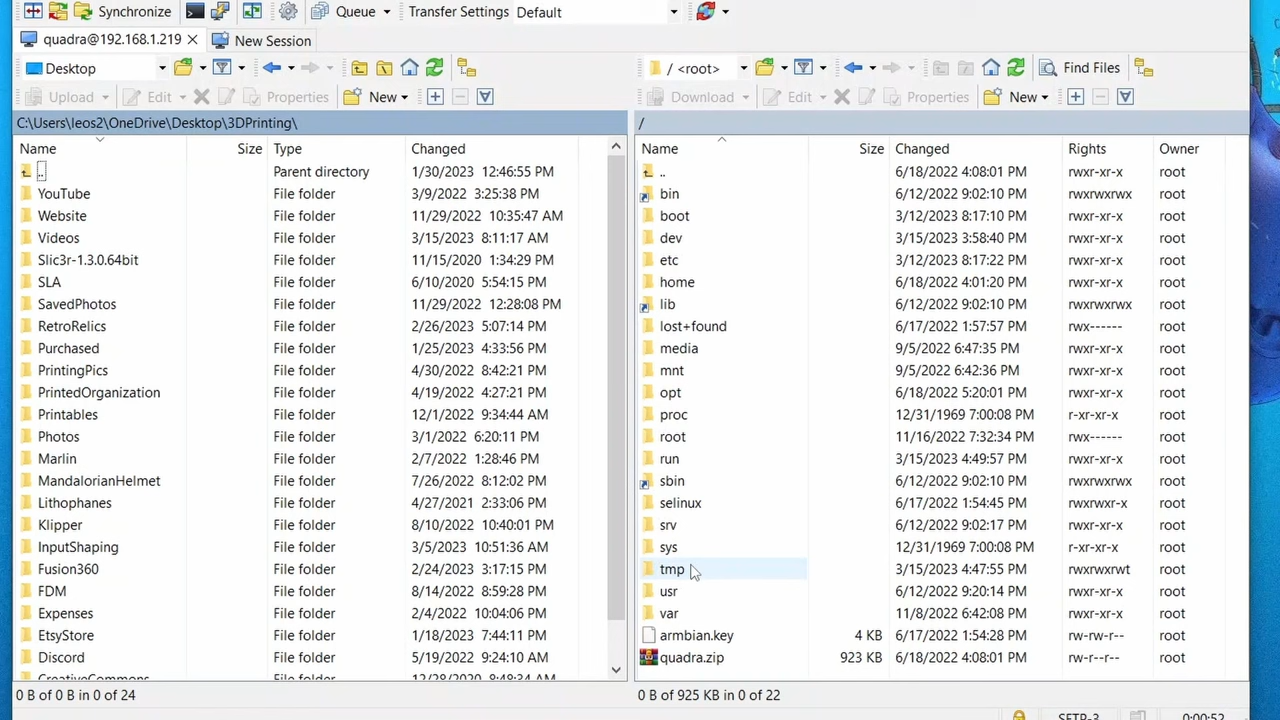 Synchronize Queue Transfer Settings Default
quadra@192.168.1.219 New Session
Desktop
/ <root> Find Files
Upload Edit Properties New
Download Edit Properties New
C:\Users\leos2\OneDrive\Desktop\3DPrinting\
/
Name Size Type Changed
.. Parent directory 1/30/2023 12:46:55 PM
YouTube File folder 3/9/2022 3:25:38 PM
Website File folder 11/29/2022 10:35:47 AM
Videos File folder 3/15/2023 8:11:17 AM
Slic3r-1.3.0.64bit File folder 11/15/2020 1:34:29 PM
SLA File folder 6/10/2020 5:54:15 PM
SavedPhotos File folder 11/29/2022 12:28:08 PM
RetroRelics File folder 2/26/2023 5:07:14 PM
Purchased File folder 1/25/2023 4:33:56 PM
PrintingPics File folder 4/30/2022 8:42:21 PM
PrintedOrganization File folder 4/19/2022 4:27:21 PM
Printables File folder 12/1/2022 9:34:44 AM
Photos File folder 3/1/2022 6:20:11 PM
Marlin File folder 2/7/2022 1:28:46 PM
MandalorianHelmet File folder 7/26/2022 8:12:02 PM
Lithophanes File folder 4/27/2021 2:33:06 PM
Klipper File folder 8/10/2022 10:40:01 PM
InputShaping File folder 3/5/2023 10:51:36 AM
Fusion360 File folder 2/24/2023 3:17:15 PM
FDM File folder 8/14/2022 8:59:28 PM
Expenses File folder 2/4/2022 10:04:06 PM
EtsyStore File folder 1/18/2023 7:44:11 PM
Discord File folder 5/19/2022 9:24:10 AM
CreativeCommons File folder 12/28/2020 8:48:34 AM
0 B of 0 B in 0 of 24
Name Size Changed Rights Owner
.. 6/18/2022 4:08:01 PM rwxr-xr-x root
bin 6/12/2022 9:02:10 PM rwxrwxrwx root
boot 3/12/2023 8:17:10 PM rwxr-xr-x root
dev 3/15/2023 3:58:40 PM rwxr-xr-x root
etc 3/12/2023 8:17:22 PM rwxr-xr-x root
home 6/18/2022 4:01:20 PM rwxr-xr-x root
lib 6/12/2022 9:02:10 PM rwxrwxrwx root
lost+found 6/17/2022 1:57:57 PM rwx------ root
media 9/5/2022 6:47:35 PM rwxr-xr-x root
mnt 9/5/2022 6:42:36 PM rwxr-xr-x root
opt 6/18/2022 5:20:01 PM rwxr-xr-x root
proc 12/31/1969 7:00:08 PM r-xr-xr-x root
root 11/16/2022 7:32:34 PM rwx------ root
run 3/15/2023 4:49:57 PM rwxr-xr-x root
sbin 6/12/2022 9:02:10 PM rwxrwxrwx root
selinux 6/17/2022 1:54:45 PM rwxrwxr-x root
srv 6/12/2022 9:02:17 PM rwxr-xr-x root
sys 12/31/1969 7:00:08 PM r-xr-xr-x root
tmp 3/15/2023 4:47:55 PM rwxrwxrwt root
usr 6/12/2022 9:20:14 PM rwxr-xr-x root
var 11/8/2022 6:42:08 PM rwxr-xr-x root
armbian.key 4 KB 6/17/2022 1:54:28 PM rw-rw-r-- root
quadra.zip 923 KB 6/18/2022 4:08:01 PM rw-r--r-- root
0 B of 925 KB in 0 of 22
SFTP-3 0:00:52